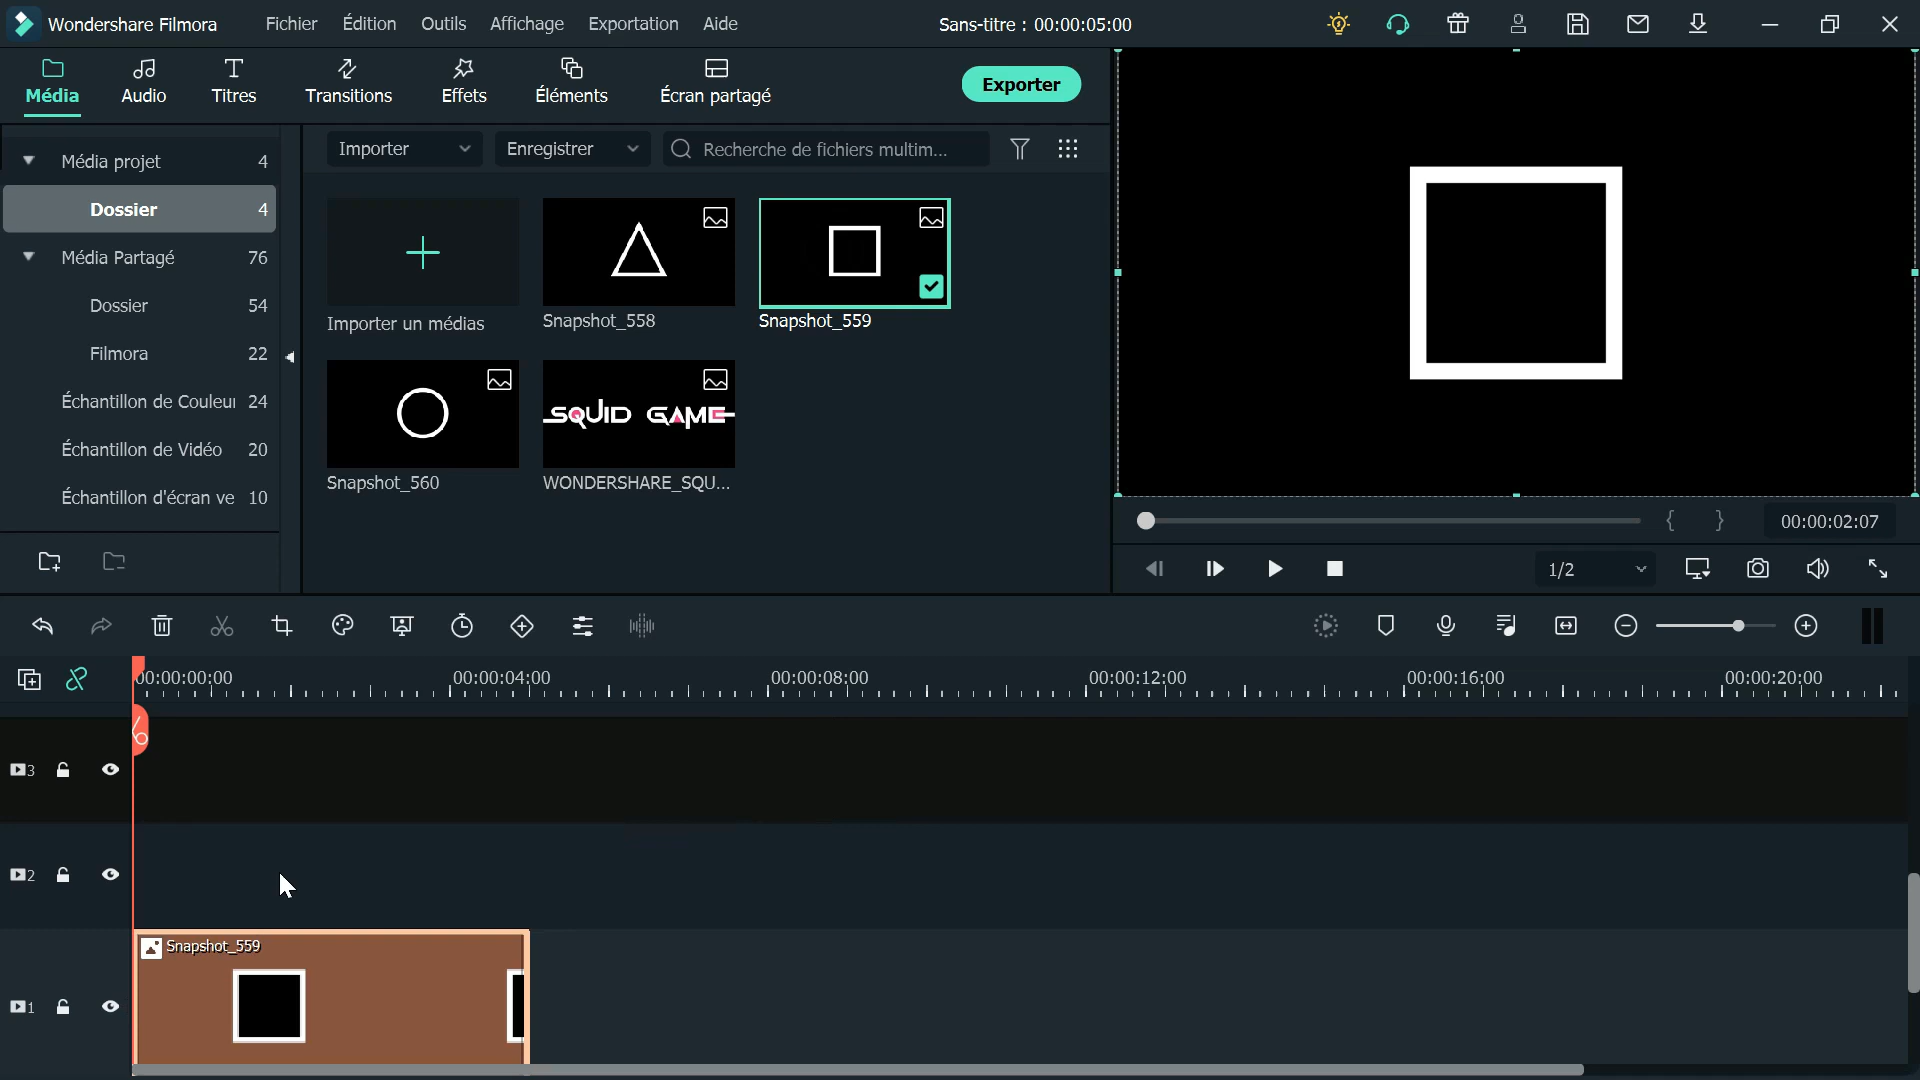 Wondershare Filmora Fichier Édition Outils Affichage Exportation Aide Sans-titre : 00:00:05:00
Média Audio Titres Transitions Effets Éléments Écran partagé Exporter
Média projet 4
Dossier 4
Média Partagé 76
Dossier 54
Filmora 22
Échantillon de Couleur 24
Échantillon de Vidéo 20
Échantillon d'écran ve 10
Importer Enregistrer Recherche de fichiers multim...
Importer un médias Snapshot_558 Snapshot_559
SQUID GAME
Snapshot_560 WONDERSHARE_SQU...
{ } 00:00:02:07
1/2
00:00:00:00 00:00:04:00 00:00:08:00 00:00:12:00 00:00:16:00 00:00:20:00
3
2
Snapshot_559
1